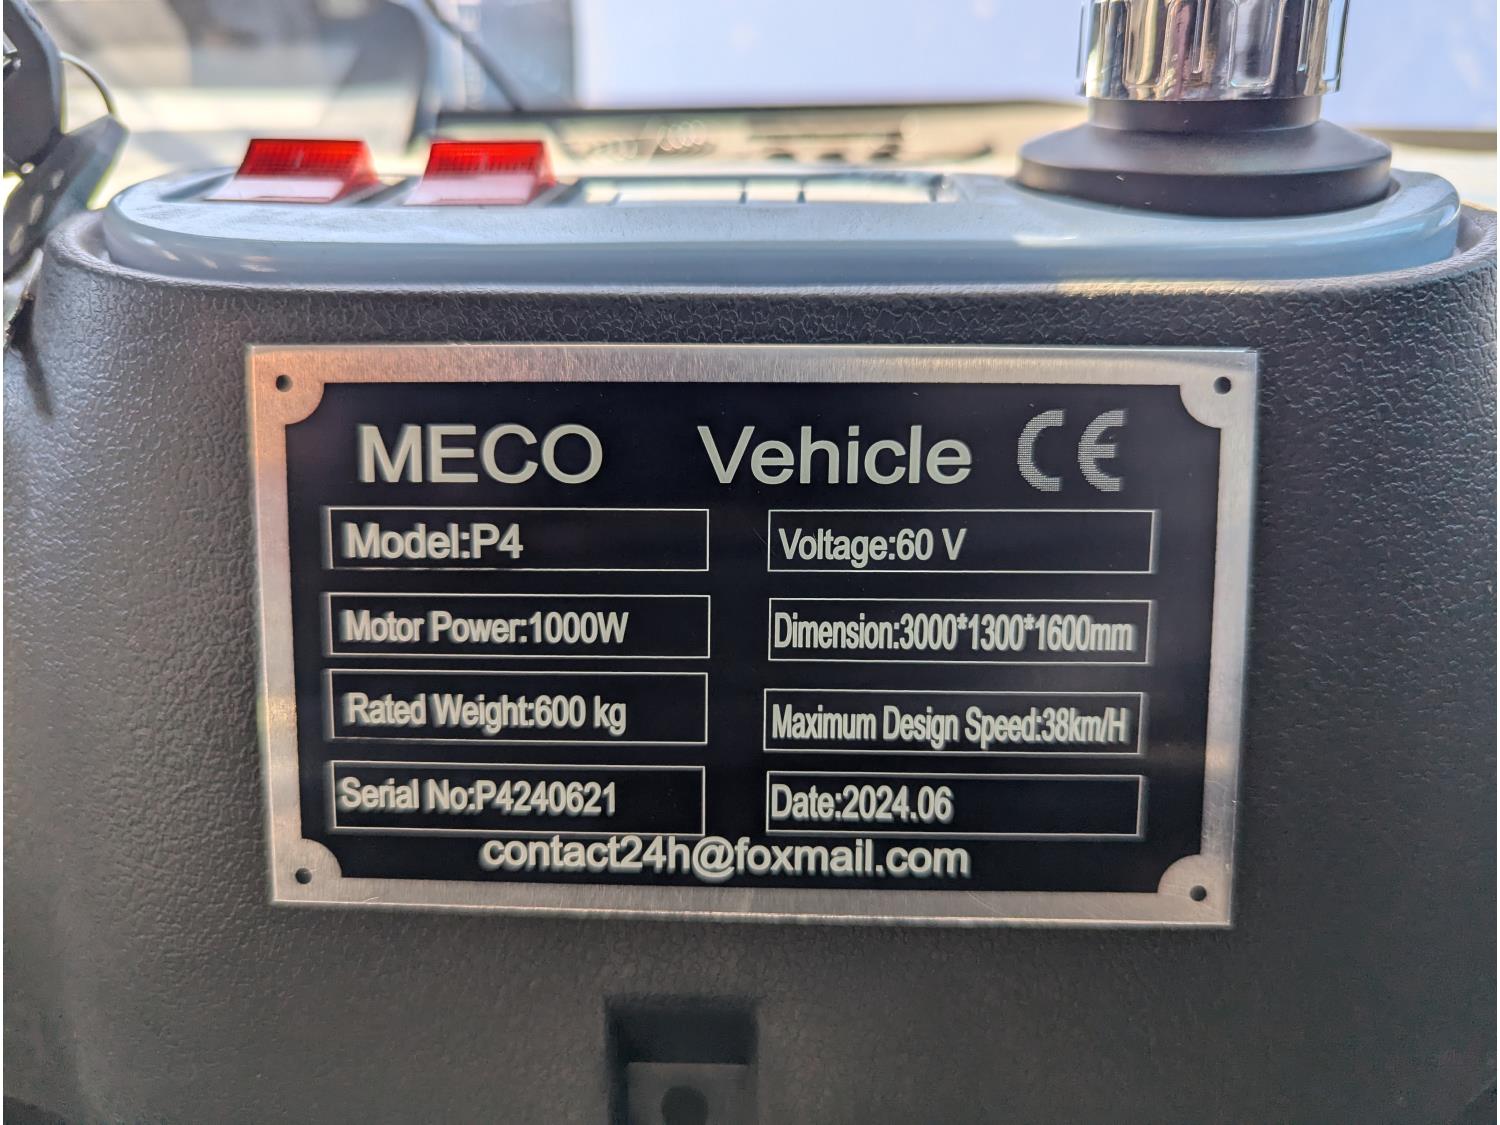 MECO Vehicle CE
Model:P4
Voltage:60 V
Motor Power:1000W
Dimension:3000*1300*1600mm
Rated Weight:600 kg
Maximum Design Speed:38km/H
Serial No:P4240621
Date:2024.06
contact24h@foxmail.com